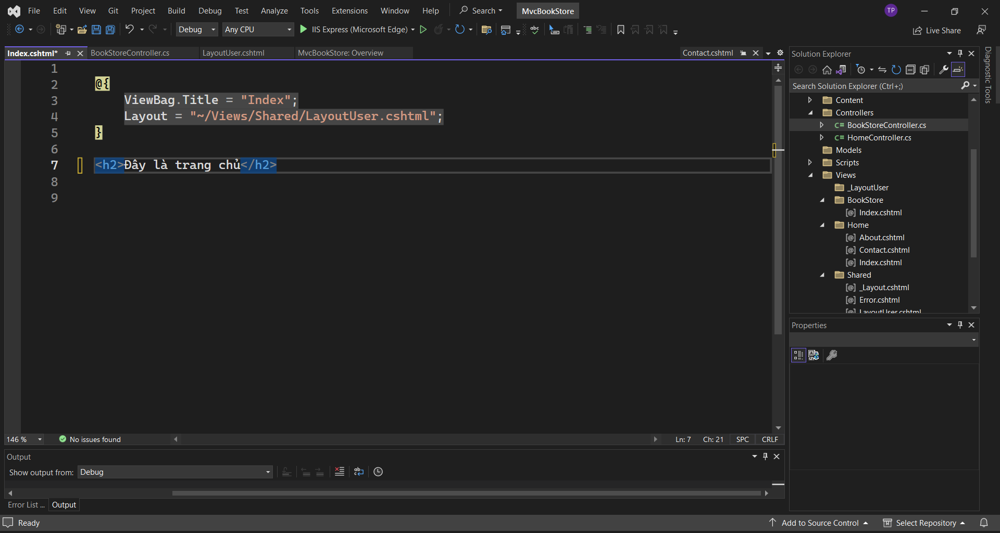 File Edit View Git Project Build Debug Test Analyze Tools Extensions Window Help Search MvcBookStore TP
Debug Any CPU IIS Express (Microsoft Edge) Live Share
Index.cshtml* BookStoreController.cs LayoutUser.cshtml MvcBookStore: Overview Contact.cshtml
1
2 @{
3 ViewBag.Title = "Index";
4 Layout = "~/Views/Shared/LayoutUser.cshtml";
5 }
6
7 <h2>Đây là trang chủ</h2>
8
9
146 % No issues found Ln: 7 Ch: 21 SPC CRLF
Output
Show output from: Debug
Error List ... Output
Solution Explorer
Search Solution Explorer (Ctrl+;)
Content
Controllers
C# BookStoreController.cs
C# HomeController.cs
Models
Scripts
Views
_LayoutUser
BookStore
[@] Index.cshtml
Home
[@] About.cshtml
[@] Contact.cshtml
[@] Index.cshtml
Shared
[@] _Layout.cshtml
[@] Error.cshtml
[@] LayoutUser.cshtml
Properties
Diagnostic Tools
Ready Add to Source Control Select Repository